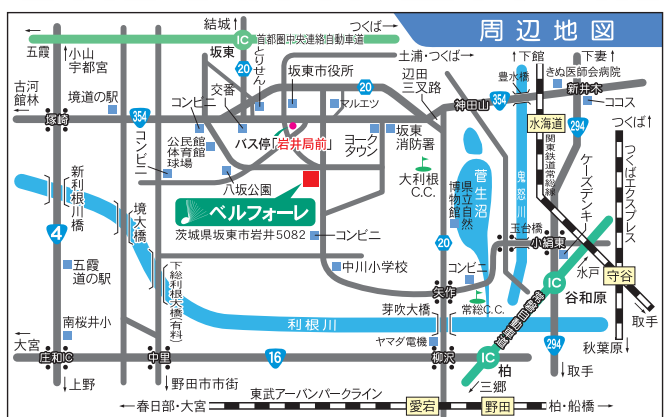 周辺地図
結城↑
つくば→
首都圏中央連絡自動車道
IC
坂東
五霞
↑小山
宇都宮
とりせん
20
坂東市役所
土浦・つくば→
↑下館
下妻↑
豊水橋
きぬ医師会病院
古河
館林
境道の駅
コンビニ
交番
マルエツ
20
辺田
三叉路
神田山
354
新井木
ココス
塚崎
354
コンビニ
公民館
体育館
球場
バス停「岩井局前」
ヨーク
タウン
坂東
消防署
水海道
294
つくば↑
関東鉄道常総線
つくばエクスプレス
ケーズデンキ
新利根川橋
境大橋
八坂公園
大利根
C.C.
菅生沼
県立自然
博物館
鬼怒川
ベルフォーレ
茨城県坂東市岩井5082
コンビニ
玉台橋
小絹東
4
20
五霞
道の駅
下総利根大橋(有料)
中川小学校
コンビニ
水戸
守谷
IC
谷和原
矢作
常総C.C.
常磐自動車道
取手
南桜井小
利根川
芽吹大橋
ヤマダ電機
294
秋葉原↓
←大宮
庄和IC
中里
16
柳沢
IC
柏
三郷
↓取手
↓上野
↓野田市市街
東武アーバンパークライン
←春日部・大宮
愛宕
野田
柏・船橋→